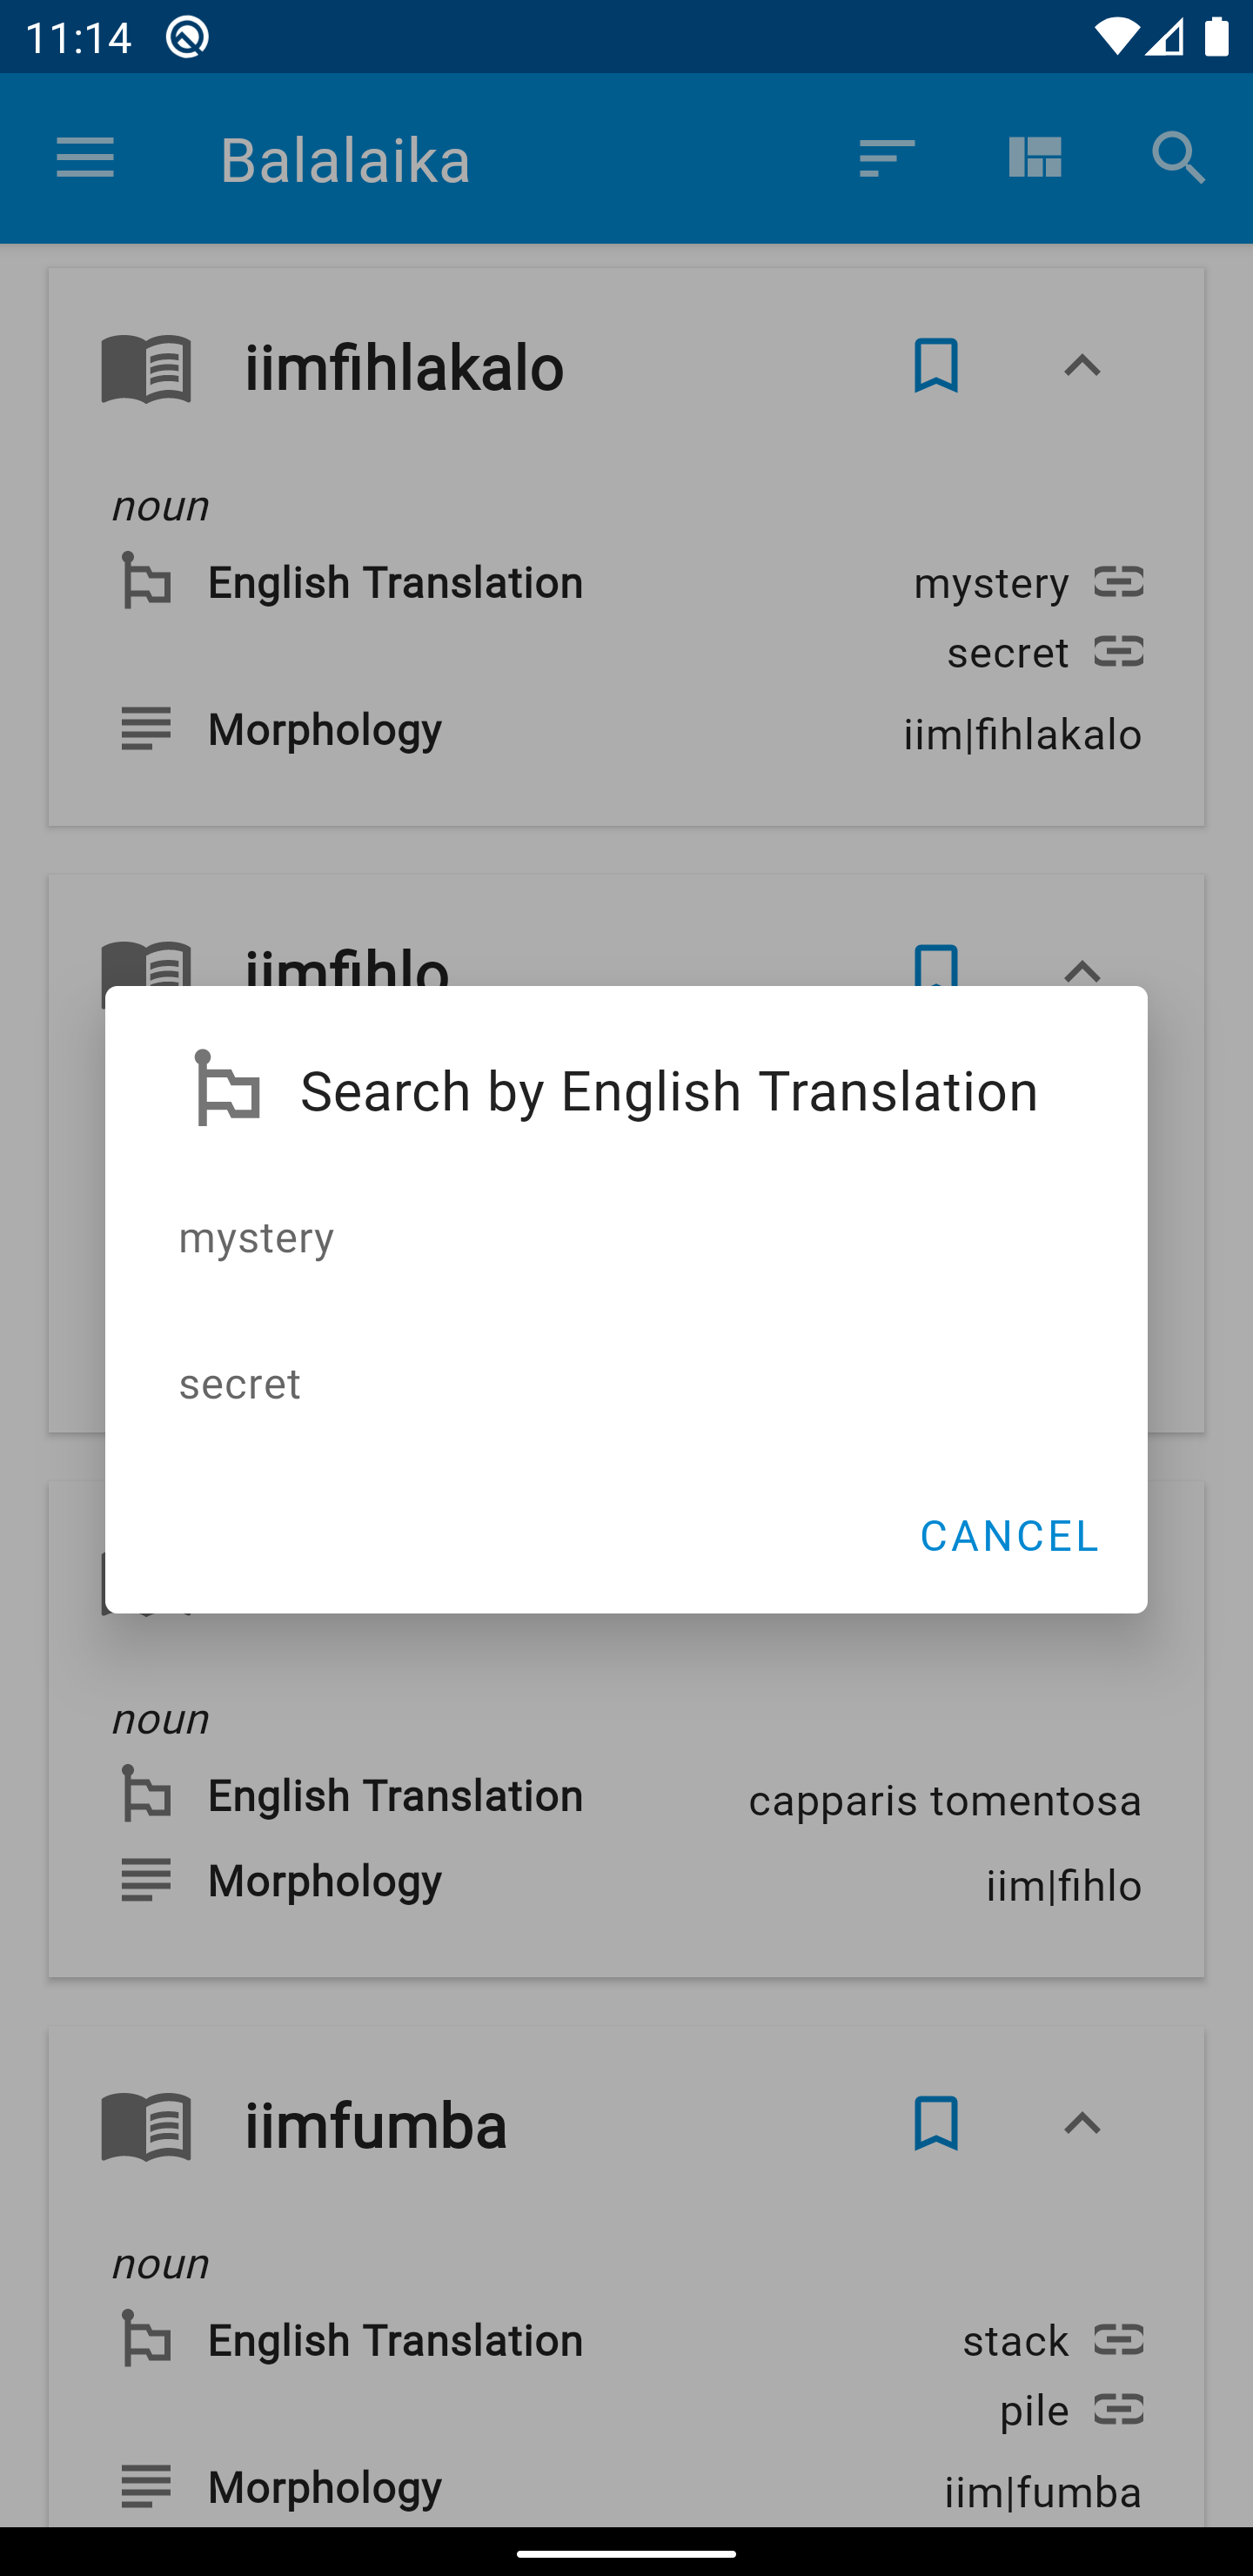 11:14
Balalaika
iimfihlakalo
noun
English Translation mystery
secret
Morphology iim|fihlakalo
iimfihlo
Search by English Translation
mystery
secret
CANCEL
noun
English Translation capparis tomentosa
Morphology iim|fihlo
iimfumba
noun
English Translation stack
pile
Morphology iim|fumba